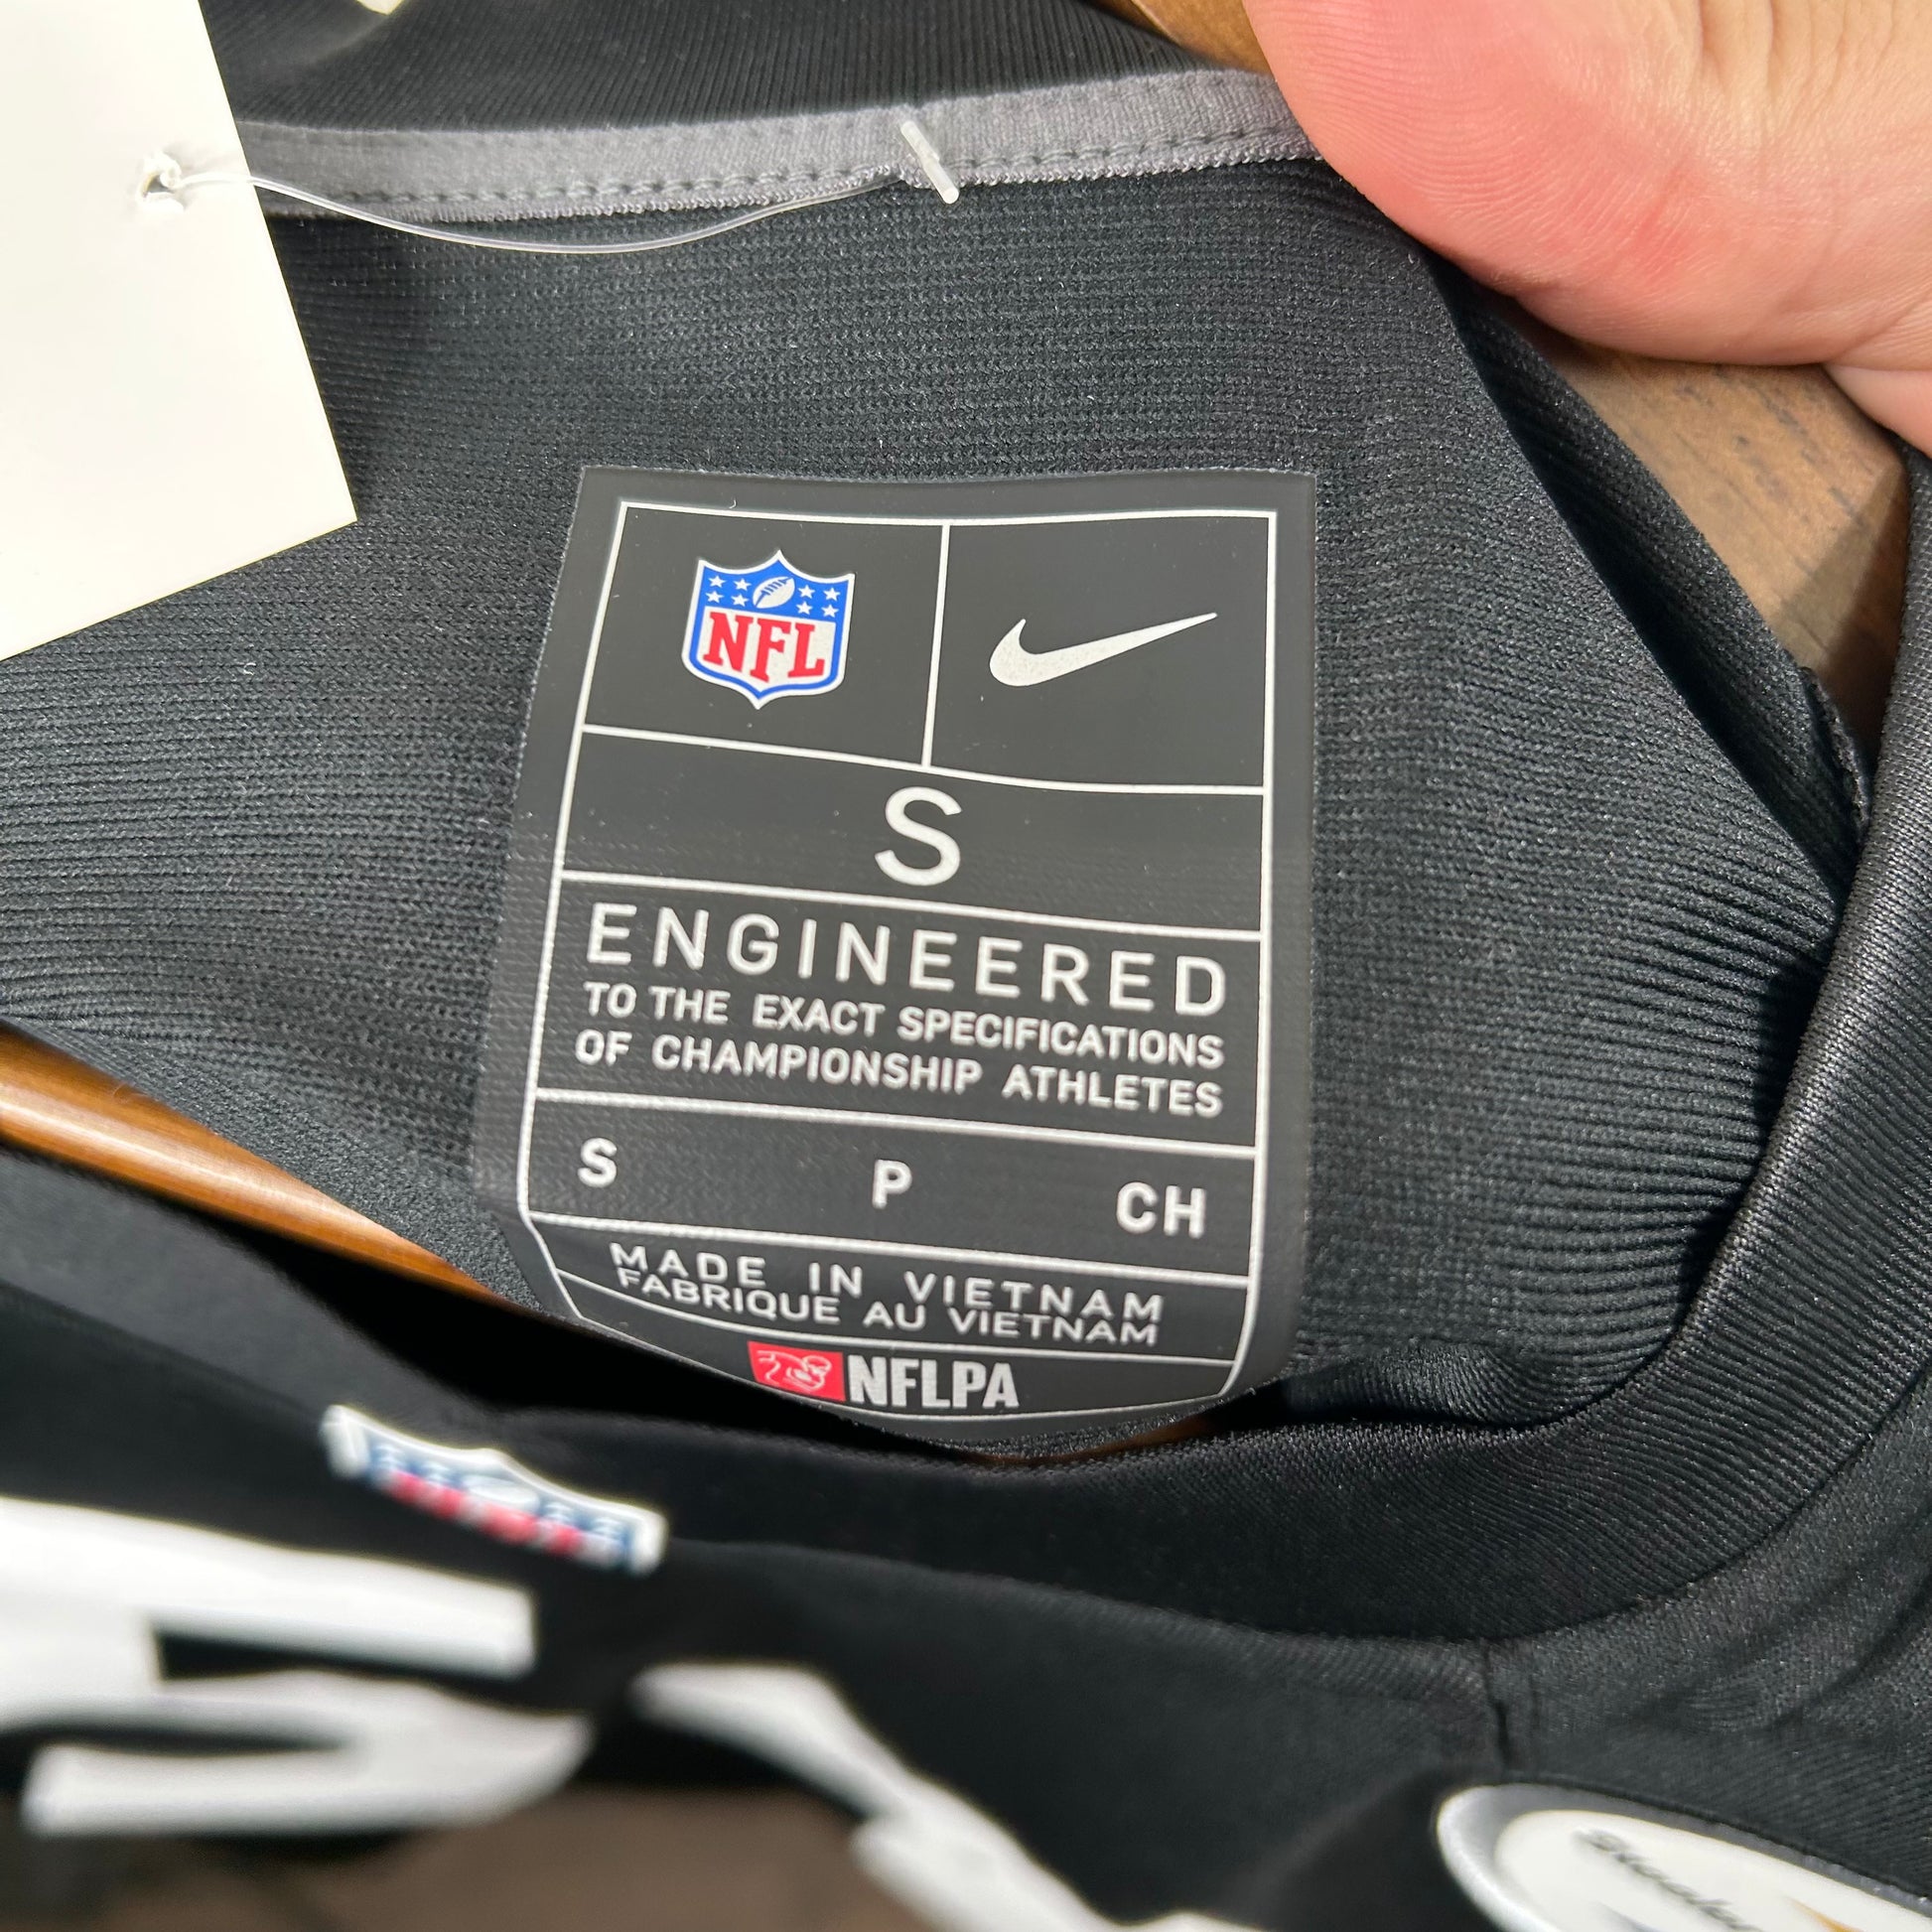 NFL
S
ENGINEERED
TO THE EXACT SPECIFICATIONS
OF CHAMPIONSHIP ATHLETES
S P CH
MADE IN VIETNAM
FABRIQUE AU VIETNAM
NFLPA